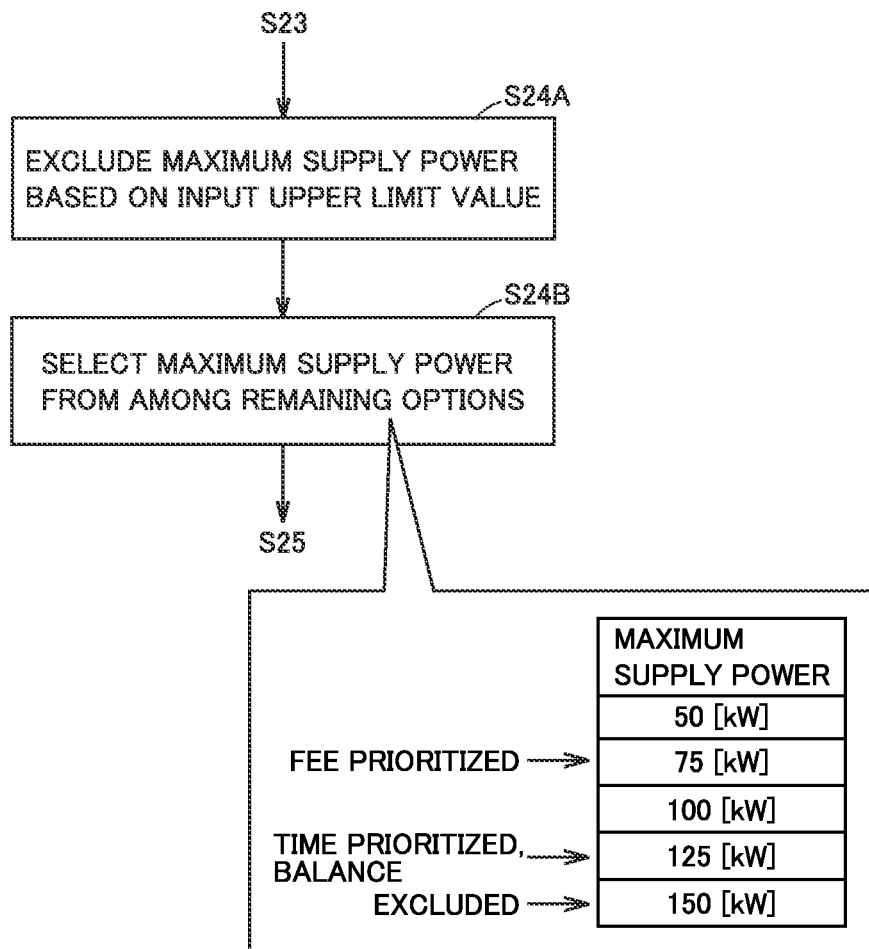 S23
S24A
EXCLUDE MAXIMUM SUPPLY POWER
BASED ON INPUT UPPER LIMIT VALUE
S24B
SELECT MAXIMUM SUPPLY POWER
FROM AMONG REMAINING OPTIONS
S25
MAXIMUM
SUPPLY POWER
50 [kW]
FEE PRIORITIZED
75 [kW]
100 [kW]
TIME PRIORITIZED,
BALANCE
125 [kW]
EXCLUDED
150 [kW]